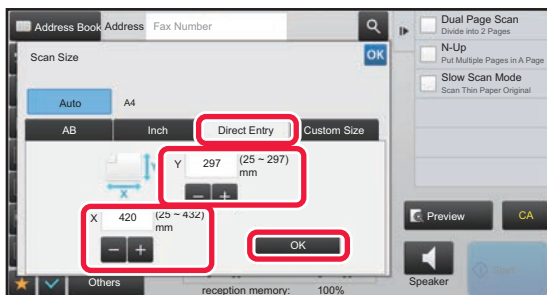 Address Book
Address
Fax Number
Dual Page Scan
Divide into 2 Pages
N-Up
Put Multiple Pages in A Page
Slow Scan Mode
Scan Thin Paper Original
Scan Size
OK
Auto
A4
AB
Inch
Direct Entry
Custom Size
Y
Y 297 (25 ~ 297)
mm
X
X 420 (25 ~ 432)
mm
OK
Preview
CA
Others
reception memory: 100%
Speaker
Start